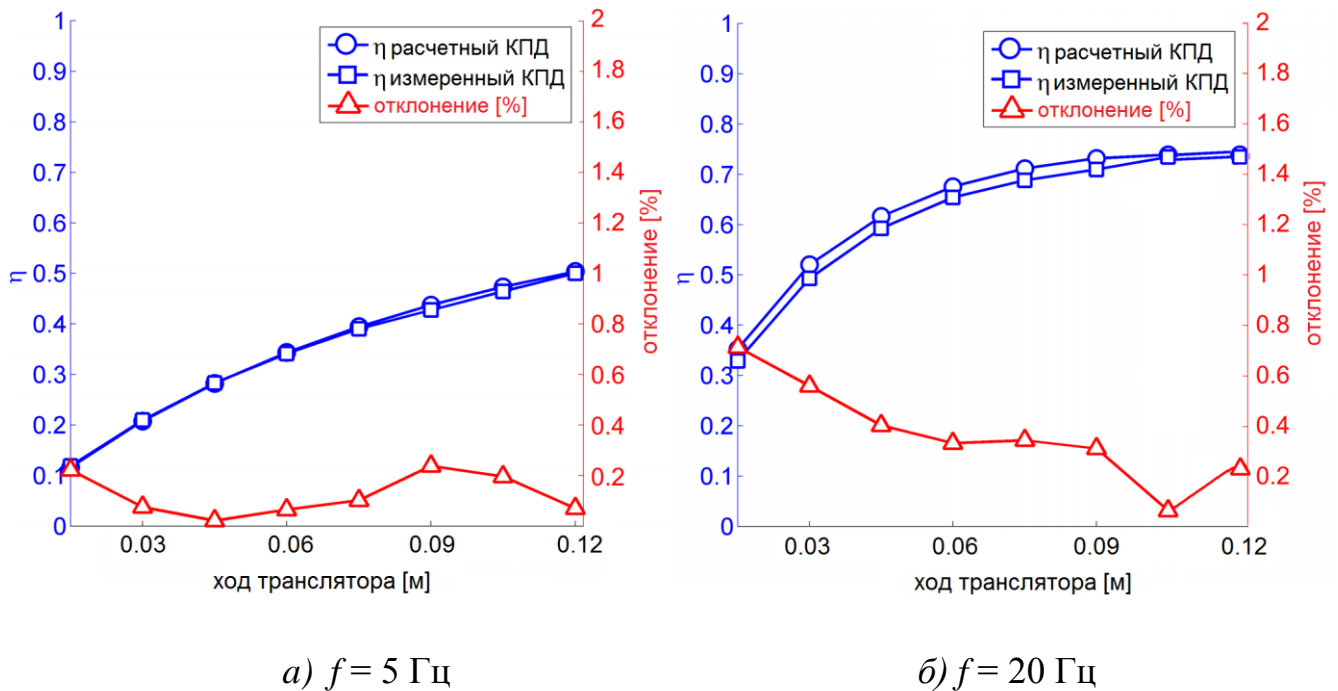 η расчетный КПД
η измеренный КПД
отклонение [%]
1
0.9
0.8
0.7
0.6
0.5
0.4
0.3
0.2
0.1
0
η
2
1.8
1.6
1.4
1.2
1
0.8
0.6
0.4
0.2
отклонение [%]
0.03 0.06 0.09 0.12
ход транслятора [м]
а) f = 5 Гц
η расчетный КПД
η измеренный КПД
отклонение [%]
1
0.9
0.8
0.7
0.6
0.5
0.4
0.3
0.2
0.1
0
η
2
1.8
1.6
1.4
1.2
1
0.8
0.6
0.4
0.2
отклонение [%]
0.03 0.06 0.09 0.12
ход транслятора [м]
б) f = 20 Гц